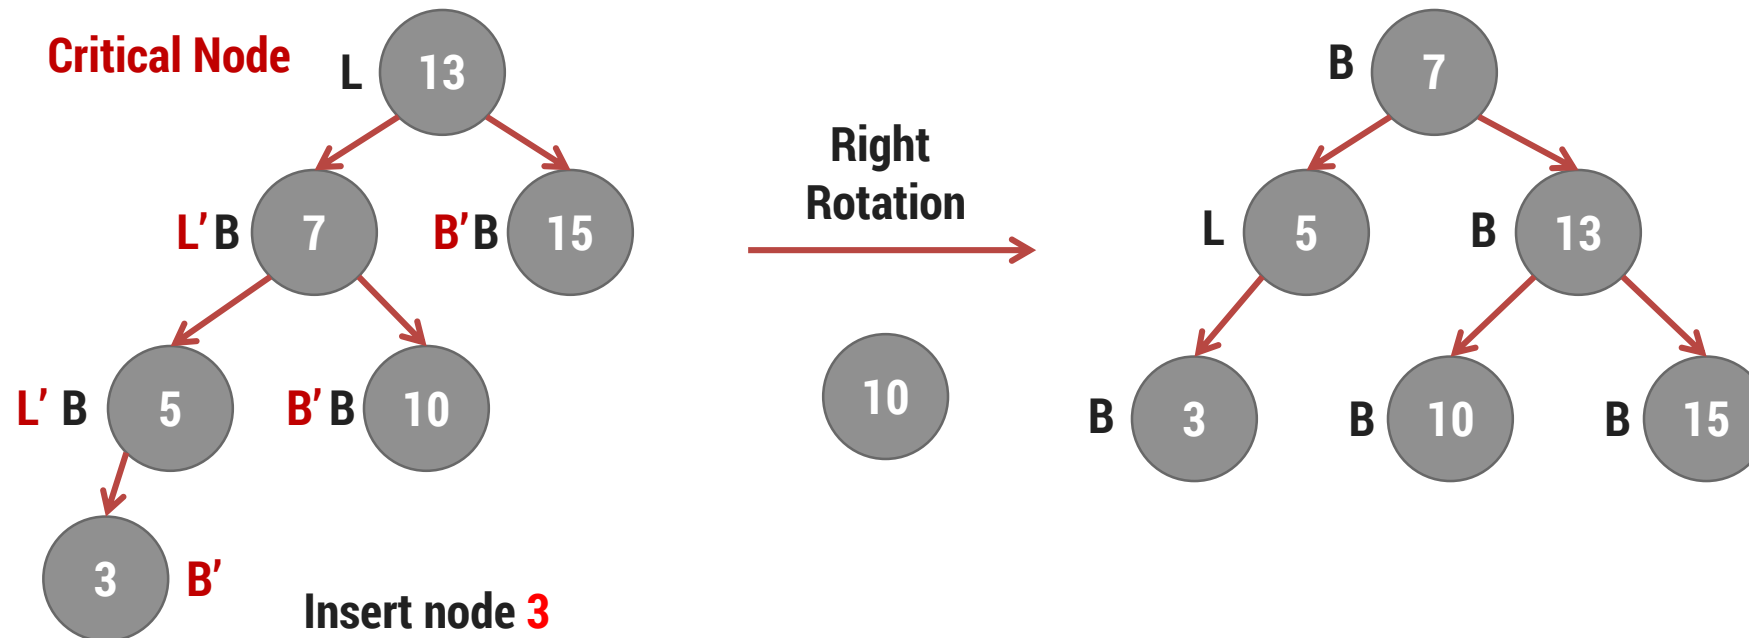 Critical Node
L 13
L’ B 7
B’ B 15
L’ B 5
B’ B 10
3 B’
Insert node 3
Right
Rotation
10
B 7
L 5
B 13
B 3
B 10
B 15